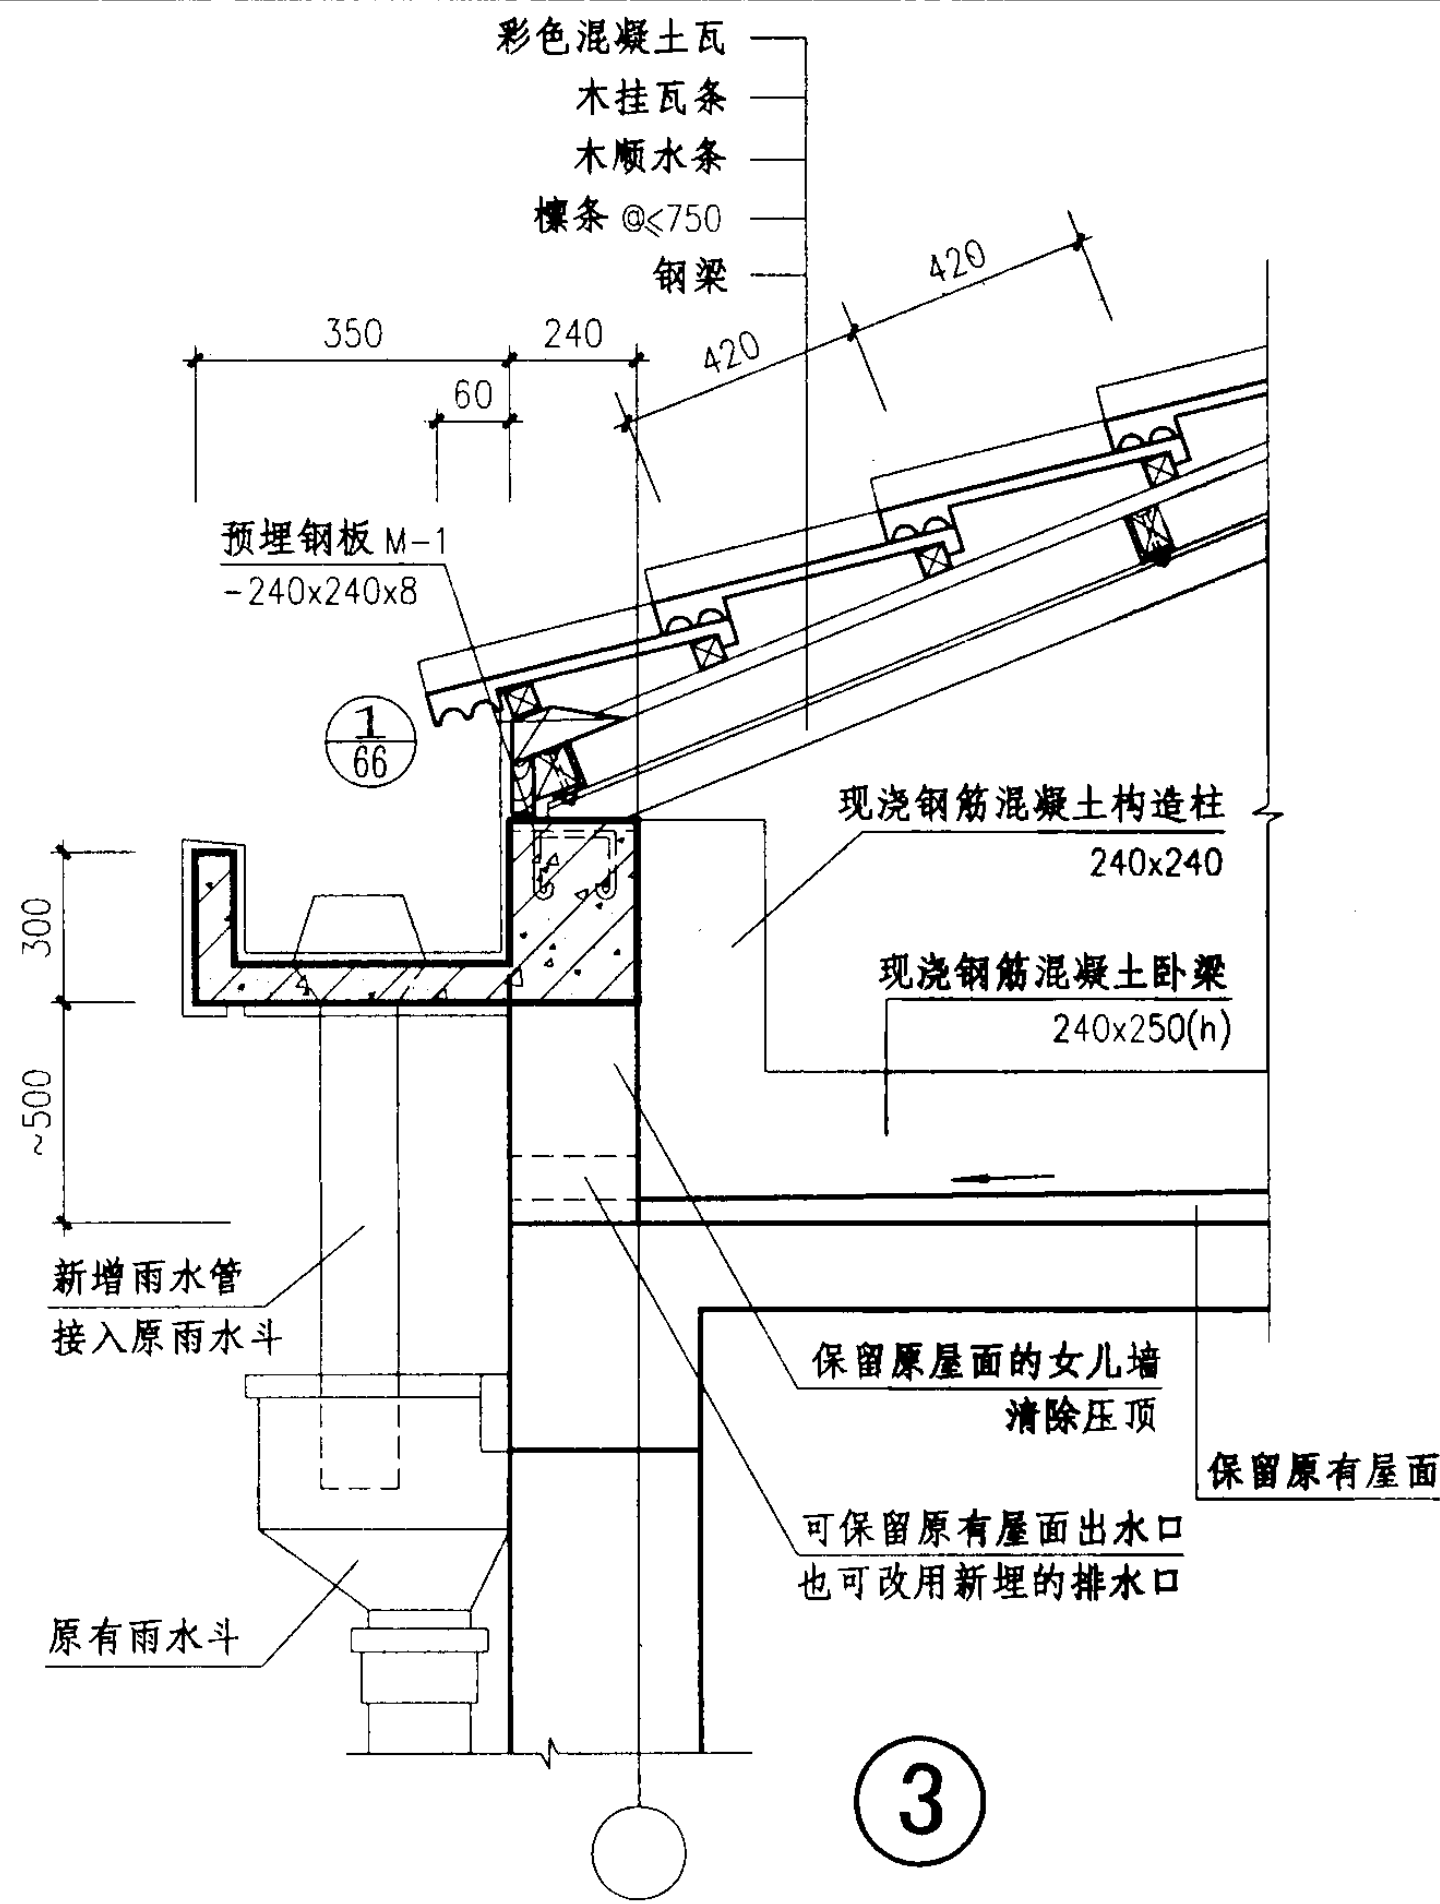 彩色混凝土瓦
木挂瓦条
木顺水条
檩条 @≤750
钢梁
420
420
350
240
60
预埋钢板 M-1
-240x240x8
1
66
现浇钢筋混凝土构造柱
240x240
300
现浇钢筋混凝土卧梁
240x250(h)
~500
新增雨水管
接入原雨水斗
保留原屋面的女儿墙
清除压顶
保留原有屋面
可保留原有屋面出水口
也可改用新埋的排水口
原有雨水斗
3